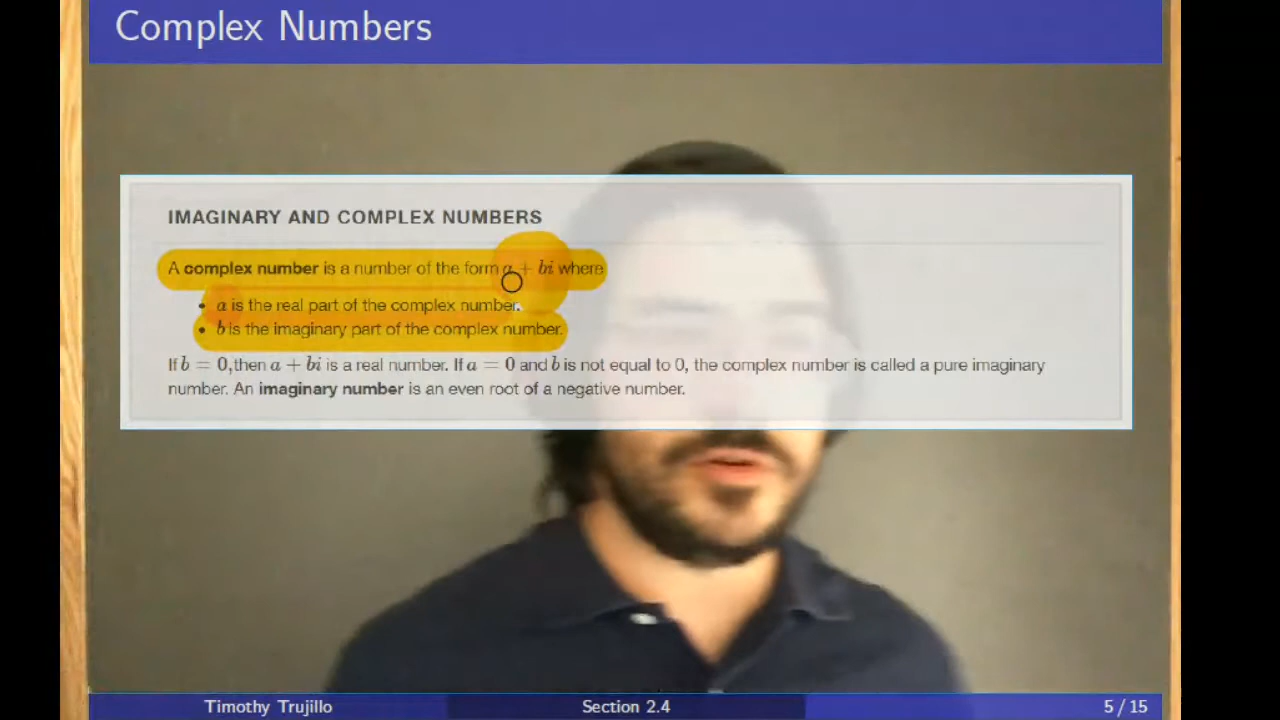 Complex Numbers
IMAGINARY AND COMPLEX NUMBERS
A complex number is a number of the form a + bi where
• a is the real part of the complex number.
• b is the imaginary part of the complex number.
If b = 0,then a + bi is a real number. If a = 0 and b is not equal to 0, the complex number is called a pure imaginary
number. An imaginary number is an even root of a negative number.
Timothy Trujillo Section 2.4 5 / 15